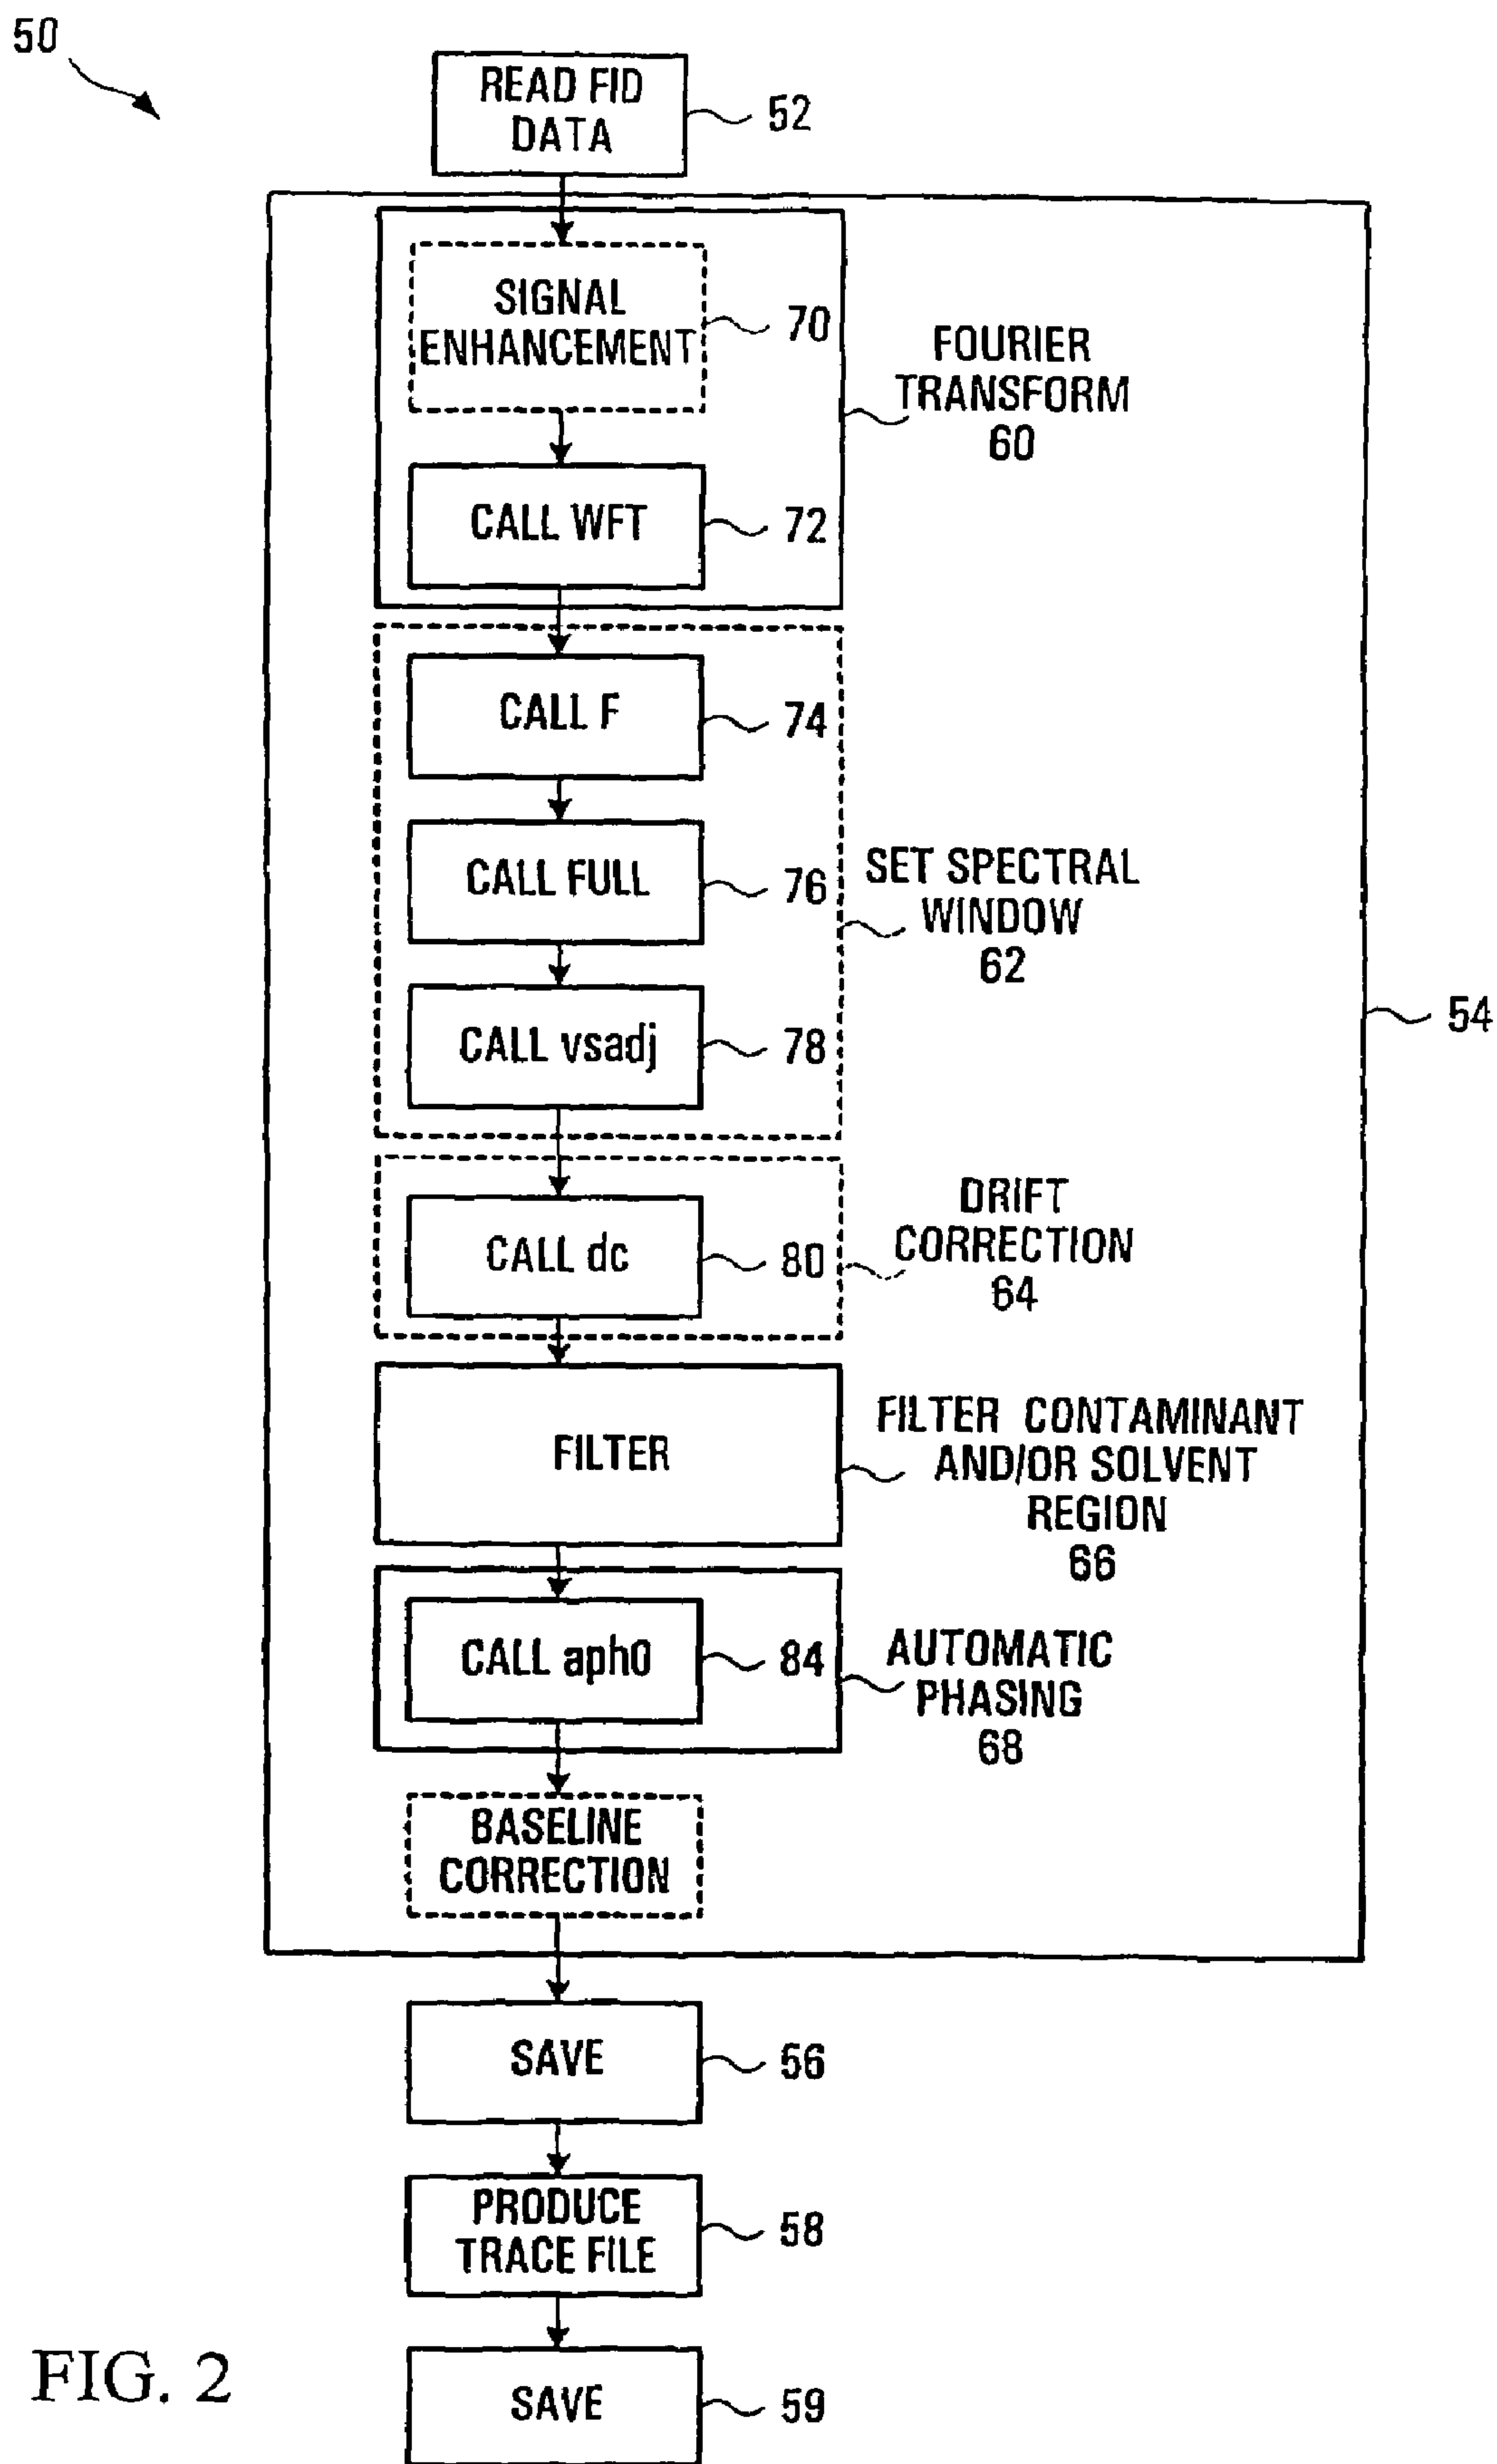 50
READ FID
DATA
52
SIGNAL
ENHANCEMENT
70
FOURIER
TRANSFORM
60
CALL WFT
72
CALL F
74
CALL FULL
76
SET SPECTRAL
WINDOW
62
CALL vsadj
78
54
CALL dc
80
DRIFT
CORRECTION
64
FILTER
FILTER CONTAMINANT
AND/OR SOLVENT
REGION
66
CALL aph0
84
AUTOMATIC
PHASING
68
BASELINE
CORRECTION
SAVE
56
PRODUCE
TRACE FILE
58
SAVE
59
FIG. 2